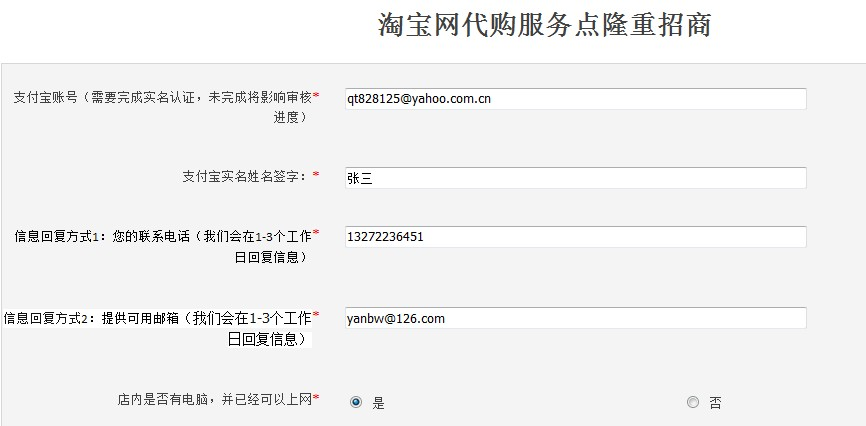 淘宝网代购服务点隆重招商
支付宝账号（需要完成实名认证，未完成将影响审核* qt828125@yahoo.com.cn
进度）
支付宝实名姓名签字：* 张三
信息回复方式1：您的联系电话（我们会在1-3个工作* 13272236451
日回复信息）
信息回复方式2：提供可用邮箱（我们会在1-3个工作* yanbw@126.com
日回复信息）
店内是否有电脑，并已经可以上网* 是 否